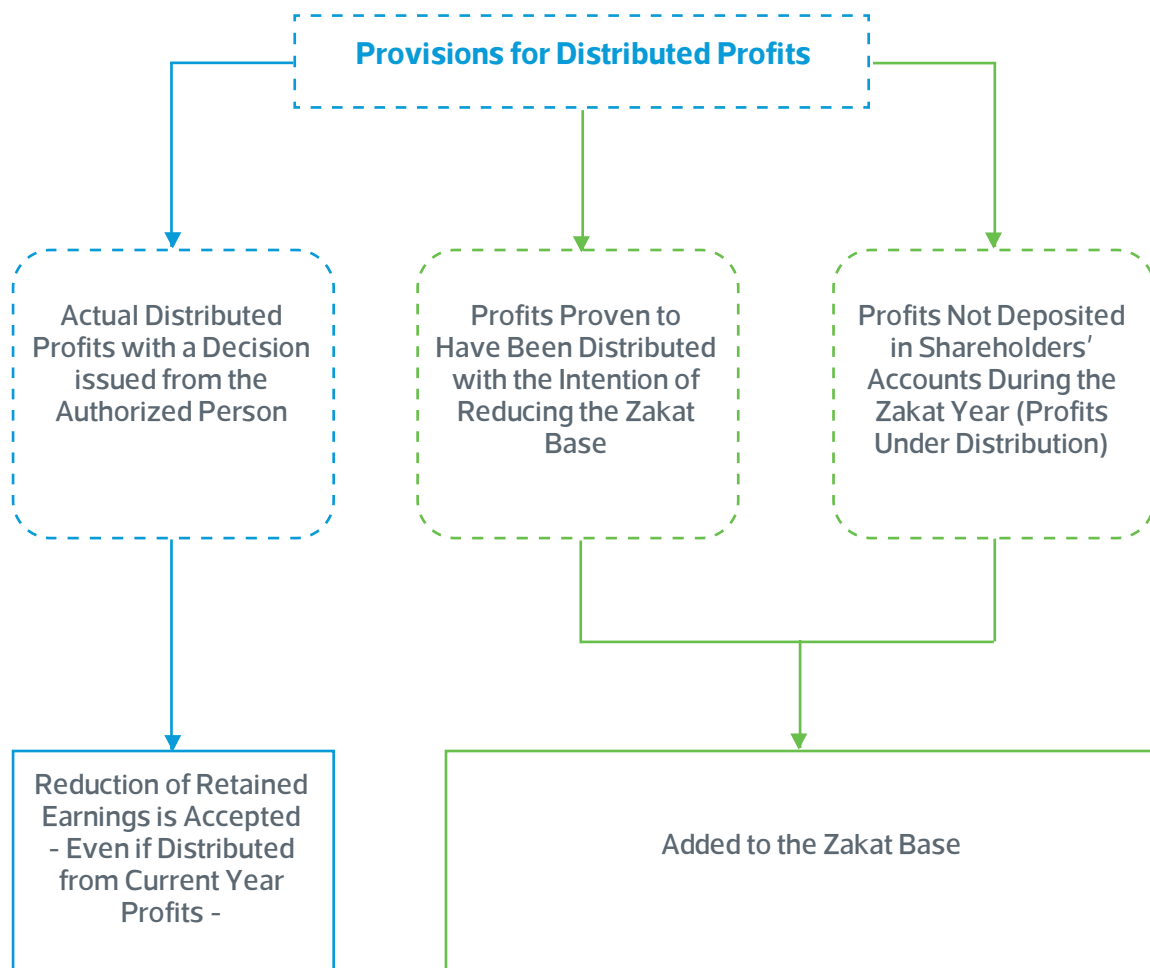 Provisions for Distributed Profits
Actual Distributed
Profits with a Decision
issued from the
Authorized Person
Profits Proven to
Have Been Distributed
with the Intention of
Reducing the Zakat
Base
Profits Not Deposited
in Shareholders'
Accounts During the
Zakat Year (Profits
Under Distribution)
Reduction of Retained
Earnings is Accepted
- Even if Distributed
from Current Year
Profits -
Added to the Zakat Base